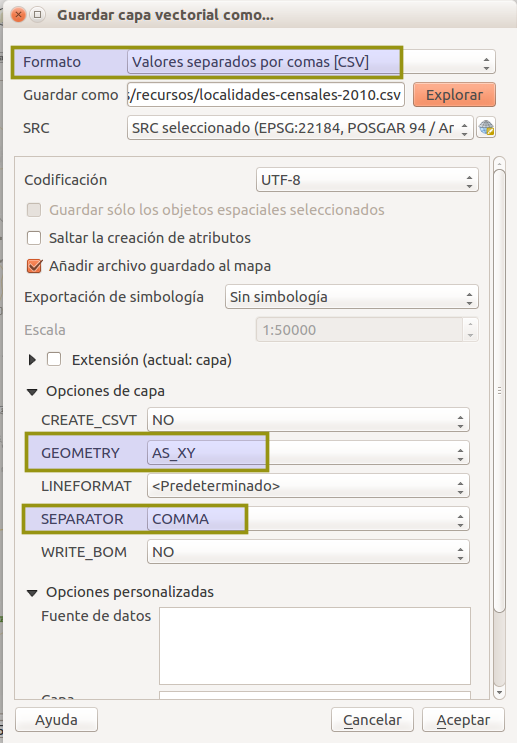 Guardar capa vectorial como...
Formato Valores separados por comas [CSV]
Guardar como s/recursos/localidades-censales-2010.csv Explorar
SRC SRC seleccionado (EPSG:22184, POSGAR 94 / Ar
Codificación UTF-8
Guardar sólo los objetos espaciales seleccionados
Saltar la creación de atributos
Añadir archivo guardado al mapa
Exportación de simbología Sin simbología
Escala 1:50000
Extensión (actual: capa)
Opciones de capa
CREATE_CSVT NO
GEOMETRY AS_XY
LINEFORMAT <Predeterminado>
SEPARATOR COMMA
WRITE_BOM NO
Opciones personalizadas
Fuente de datos
Capa
Ayuda Cancelar Aceptar